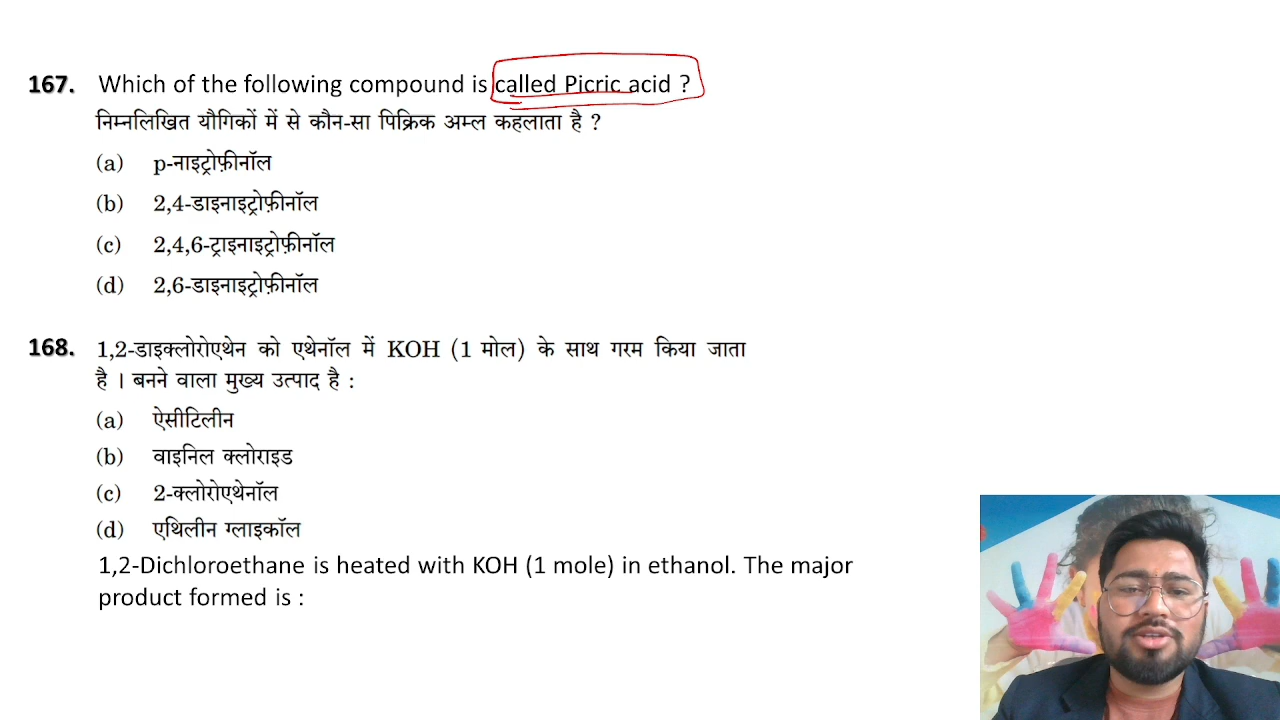 167. Which of the following compound is called Picric acid ?
निम्नलिखित यौगिकों में से कौन-सा पिक्रिक अम्ल कहलाता है ?
(a) p-नाइट्रोफ़ीनॉल
(b) 2,4-डाइनाइट्रोफ़ीनॉल
(c) 2,4,6-ट्राइनाइट्रोफ़ीनॉल
(d) 2,6-डाइनाइट्रोफ़ीनॉल
168. 1,2-डाइक्लोरोएथेन को एथेनॉल में KOH (1 मोल) के साथ गरम किया जाता
है । बनने वाला मुख्य उत्पाद है :
(a) ऐसीटिलीन
(b) वाइनिल क्लोराइड
(c) 2-क्लोरोएथेनॉल
(d) एथिलीन ग्लाइकॉल
1,2-Dichloroethane is heated with KOH (1 mole) in ethanol. The major
product formed is :